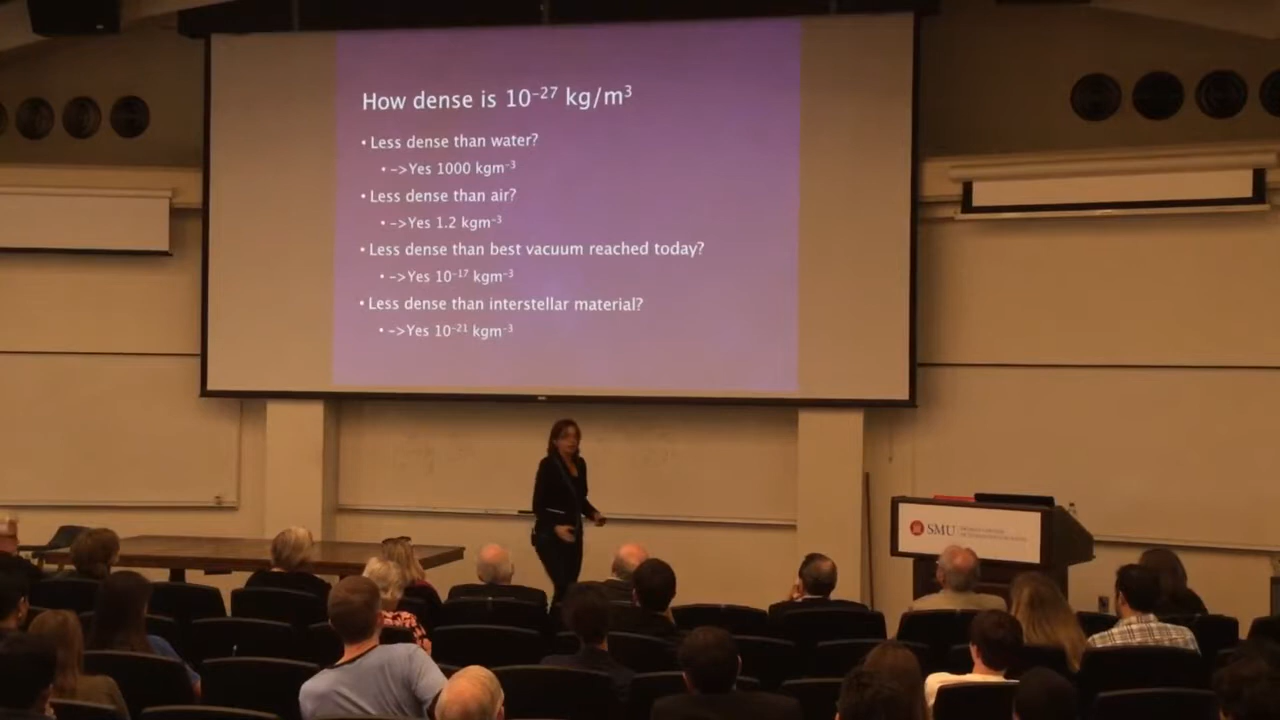 How dense is 10⁻²⁷ kg/m³
• Less dense than water?
• ->Yes 1000 kgm⁻³
• Less dense than air?
• ->Yes 1.2 kgm⁻³
• Less dense than best vacuum reached today?
• ->Yes 10⁻¹⁷ kgm⁻³
• Less dense than interstellar material?
• ->Yes 10⁻²¹ kgm⁻³
SMU